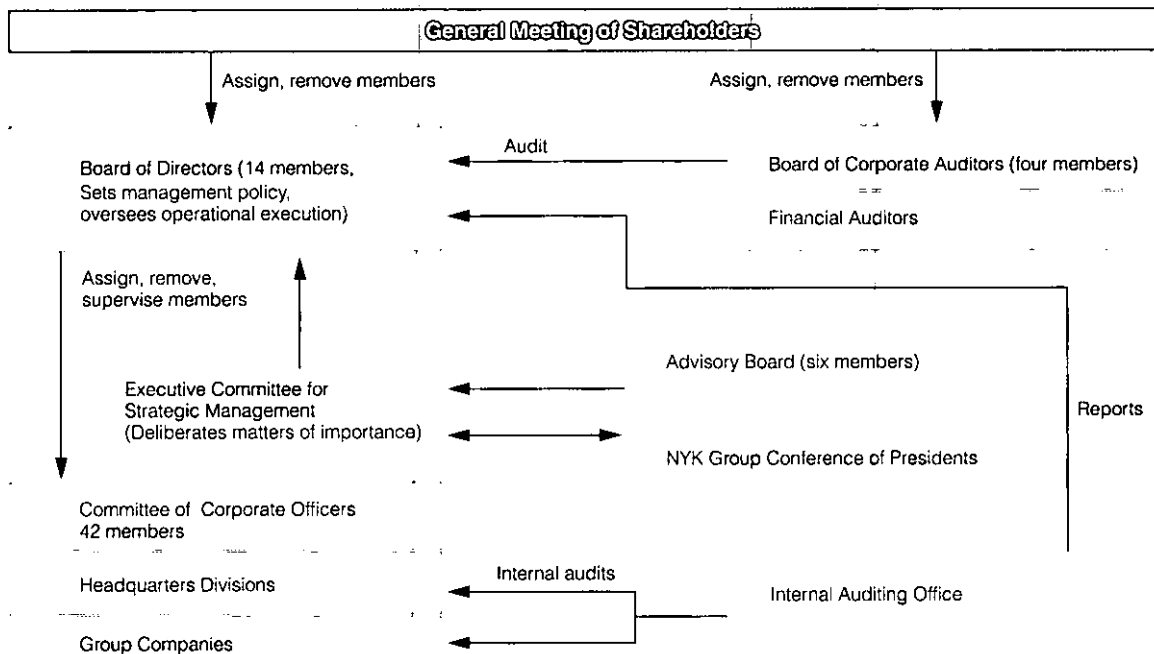 General Meeting of Shareholders
Assign, remove members
Assign, remove members
Audit
Board of Directors (14 members,
Sets management policy,
oversees operational execution)
Board of Corporate Auditors (four members)
Financial Auditors
Assign, remove,
supervise members
Advisory Board (six members)
Executive Committee for
Strategic Management
(Deliberates matters of importance)
Reports
NYK Group Conference of Presidents
Committee of Corporate Officers
42 members
Headquarters Divisions
Internal audits
Internal Auditing Office
Group Companies